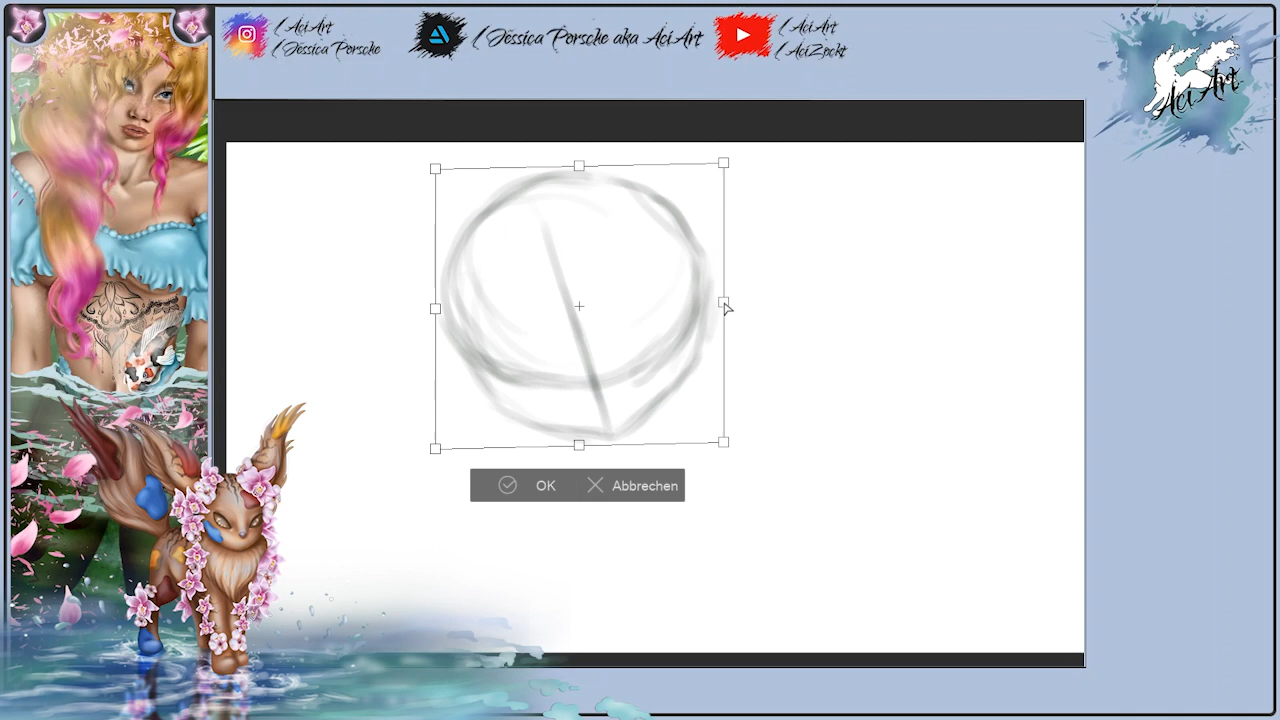 /AciArt
/Jessica Porsche
/Jessica Porsche aka AciArt
/AciArt
/AciZockt
AciArt
OK Abbrechen